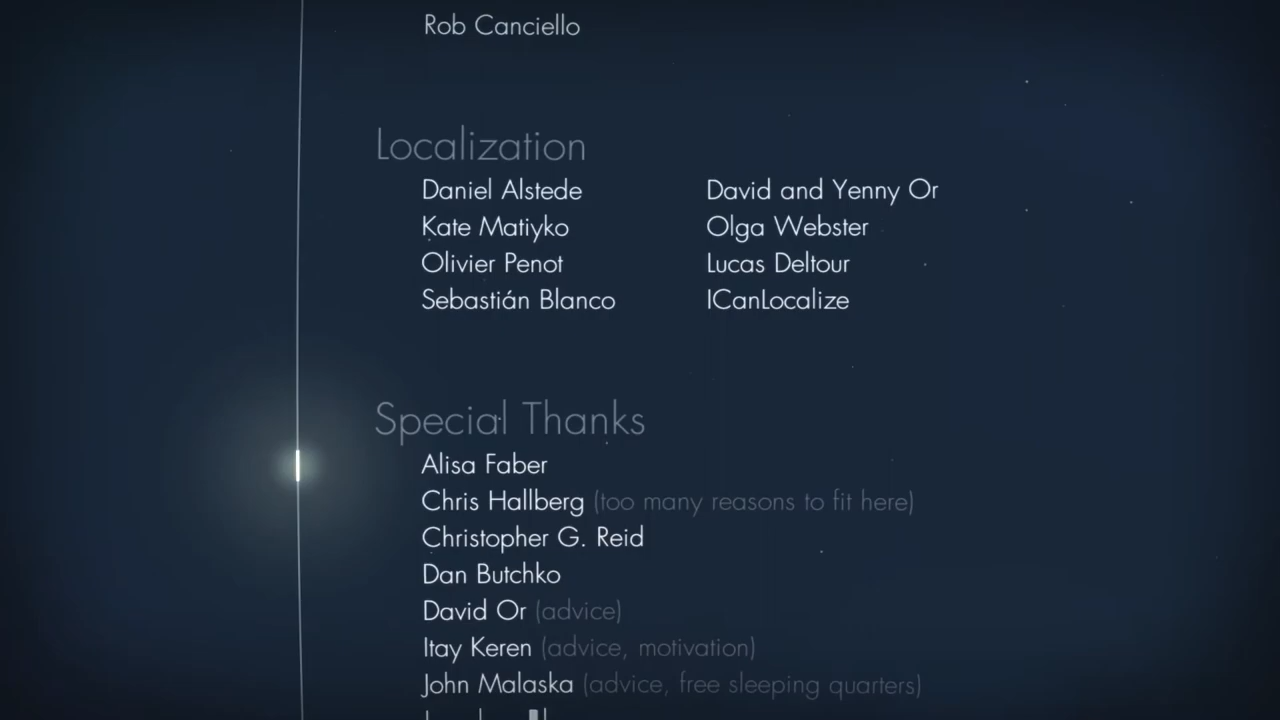 Rob Canciello
Localization
Daniel Alstede
David and Yenny Or
Kate Matiyko
Olga Webster
Olivier Penot
Lucas Deltour
Sebastián Blanco
ICanLocalize
Special Thanks
Alisa Faber
Chris Hallberg (too many reasons to fit here)
Christopher G. Reid
Dan Butchko
David Or (advice)
Itay Keren (advice, motivation)
John Malaska (advice, free sleeping quarters)